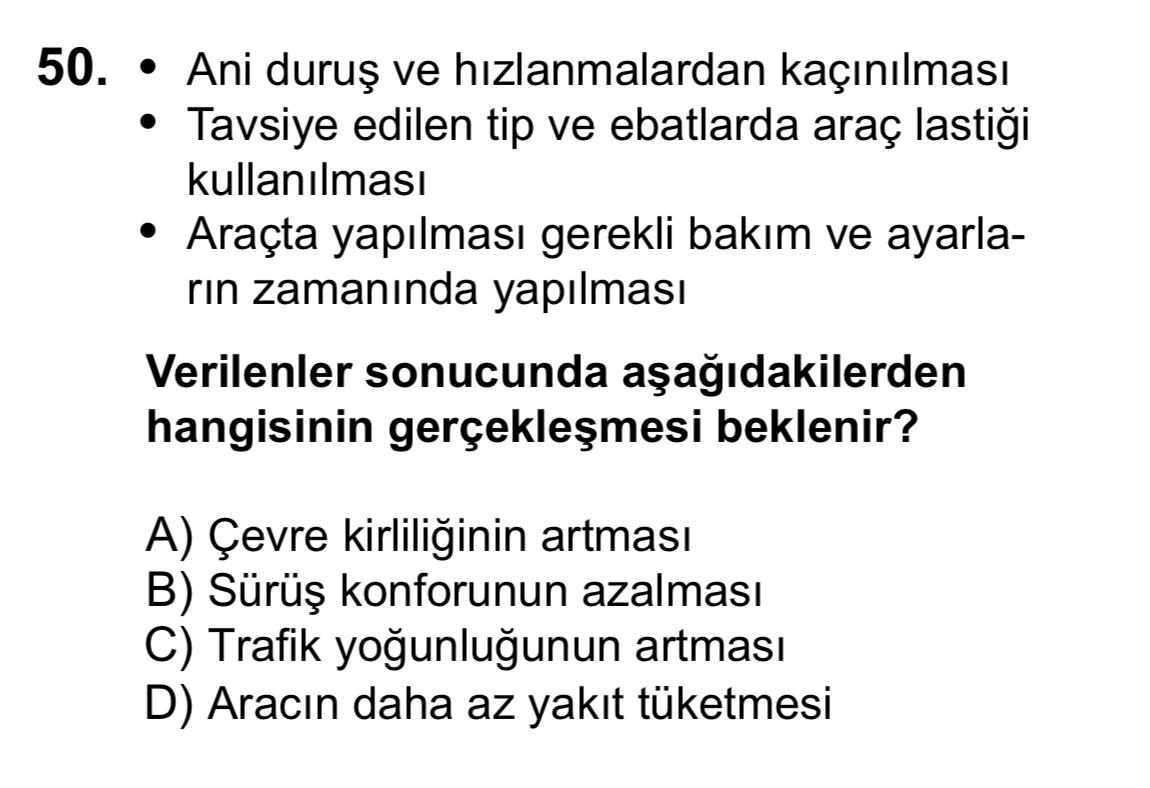 50. • Ani duruş ve hızlanmalardan kaçınılması
• Tavsiye edilen tip ve ebatlarda araç lastiği
kullanılması
• Araçta yapılması gerekli bakım ve ayarla-
rın zamanında yapılması
Verilenler sonucunda aşağıdakilerden
hangisinin gerçekleşmesi beklenir?
A) Çevre kirliliğinin artması
B) Sürüş konforunun azalması
C) Trafik yoğunluğunun artması
D) Aracın daha az yakıt tüketmesi